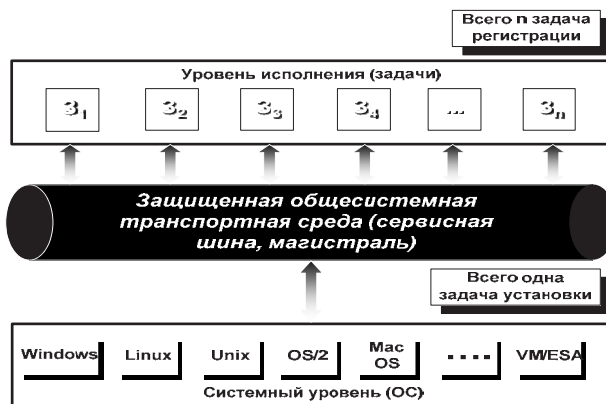 Всего n задача
регистрации
Уровень исполнения (задачи)
З1 З2 З3 З4 ... Зn
Защищенная общесистемная
транспортная среда (сервисная
шина, магистраль)
Всего одна
задача установки
Windows Linux Unix OS/2 Mac OS .... VM/ESA
Системный уровень (ОС)